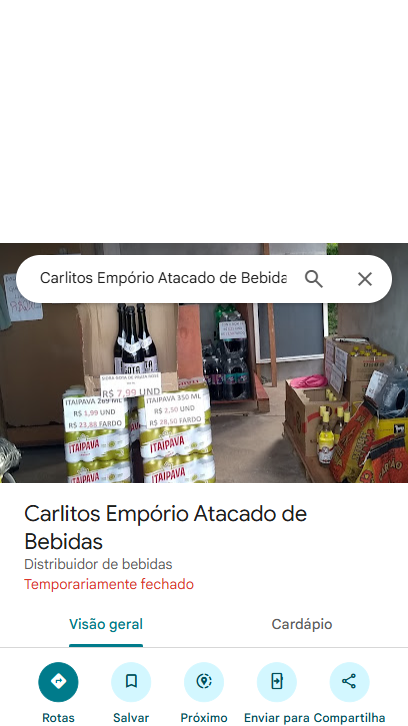 Carlitos Empório Atacado de Bebida
R$ 7,99 UND
ITAIPAVA 269 ML
R$ 1,99 UND
R$ 23,88 FARDO
ITAIPAVA 350 ML
R$ 2,50 UND
R$ 28,50 FARDO
ITAIPAVA
ITAIPAVA
ITAIPAVA
ITAIPAVA
Carlitos Empório Atacado de
Bebidas
Distribuidor de bebidas
Temporariamente fechado
Visão geral
Cardápio
Rotas
Salvar
Próximo
Enviar para
Compartilha